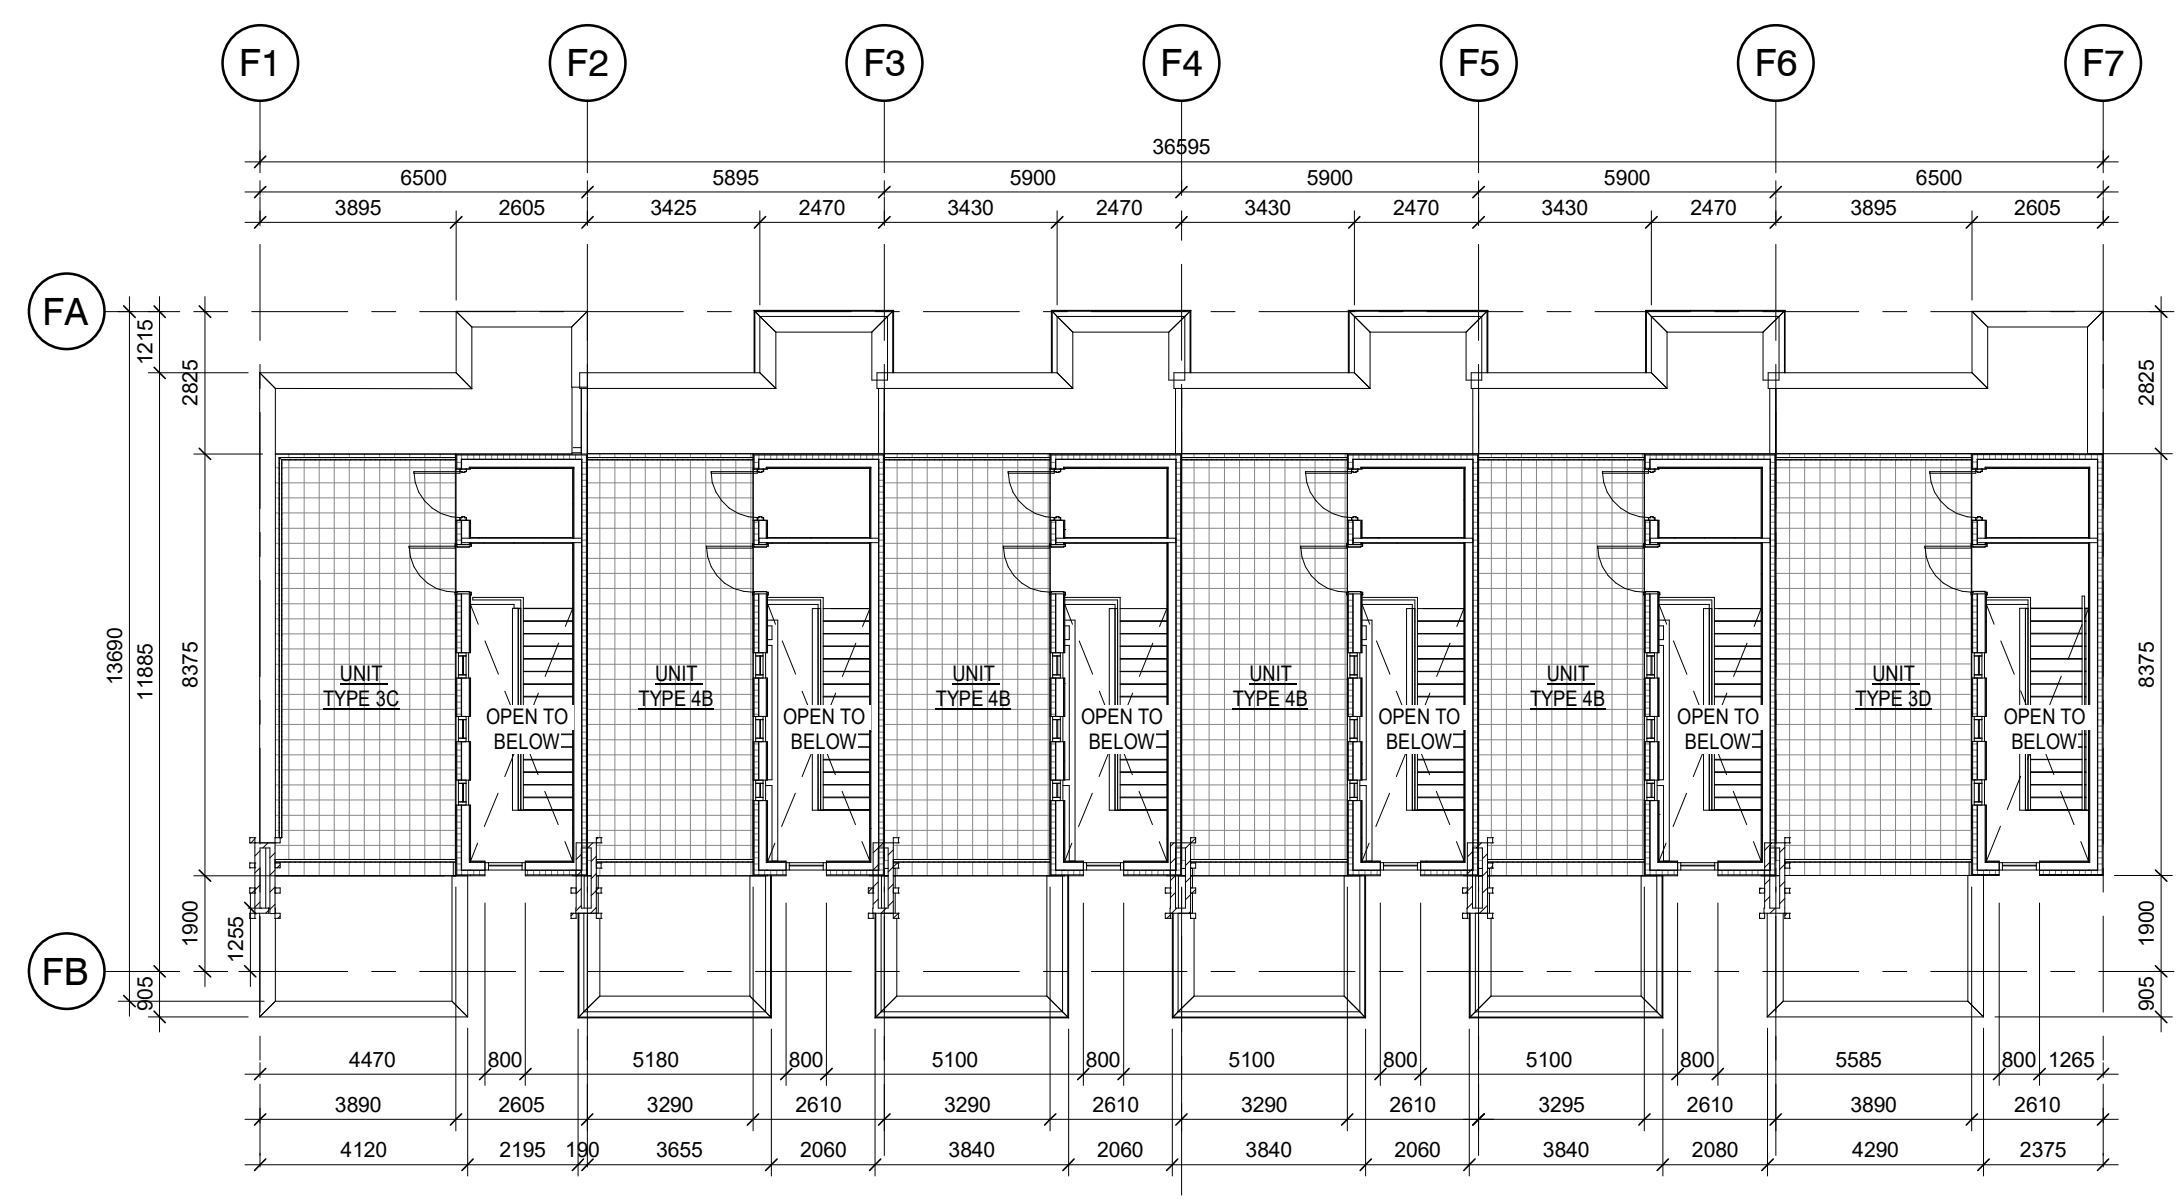 F1 F2 F3 F4 F5 F6 F7
36595
6500 5895 5900 5900 5900 6500
3895 2605 3425 2470 3430 2470 3430 2470 3430 2470 3895 2605
FA
1215
2825
2825
13690
11885
8375
8375
UNIT
TYPE 3C
OPEN TO
BELOW
UNIT
TYPE 4B
OPEN TO
BELOW
UNIT
TYPE 4B
OPEN TO
BELOW
UNIT
TYPE 4B
OPEN TO
BELOW
UNIT
TYPE 4B
OPEN TO
BELOW
UNIT
TYPE 3D
OPEN TO
BELOW
1900
1255
1900
FB
905
905
4470 800 5180 800 5100 800 5100 800 5100 800 5585 800 1265
3890 2605 3290 2610 3290 2610 3290 2610 3295 2610 3890 2610
4120 2195 190 3655 2060 3840 2060 3840 2060 3840 2080 4290 2375